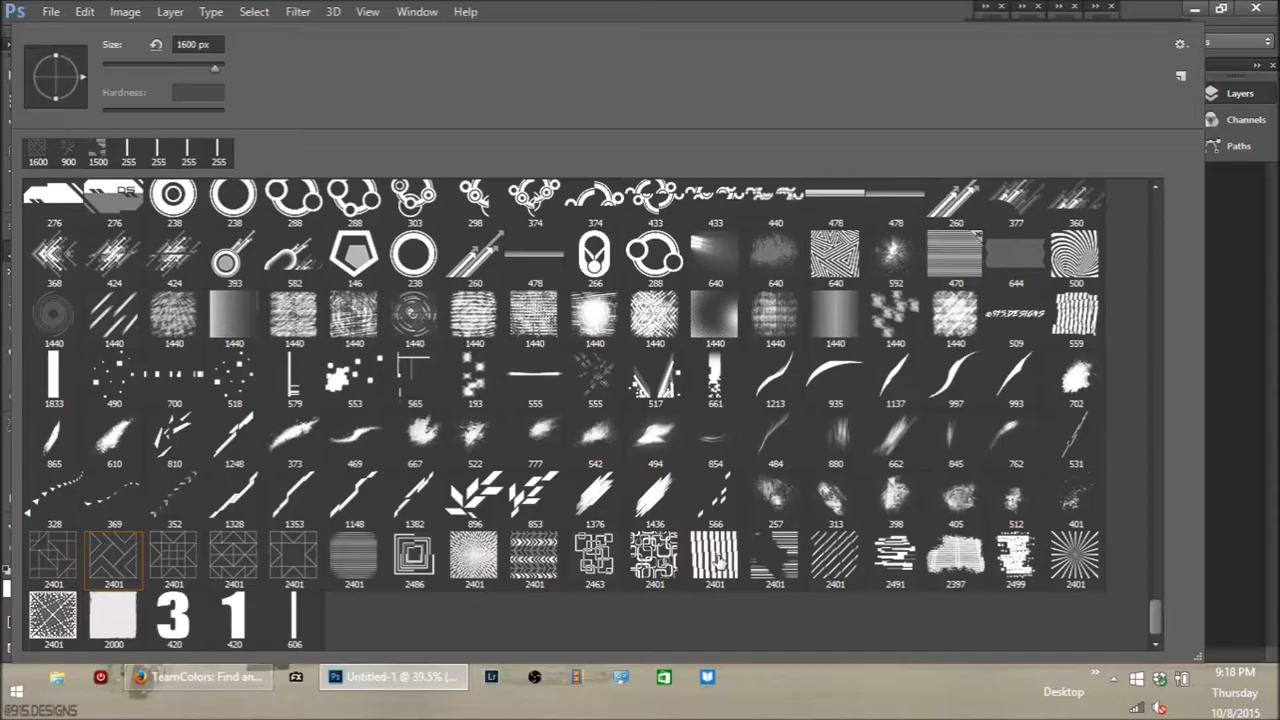 Ps File Edit Image Layer Type Select Filter 3D View Window Help
Size: 1600 px
Hardness:
Layers
Channels
Paths
1600 900 1500 255 255 255 255
DS
276 276 238 238 288 288 303 298 374 374 433 433 440 478 478 260 377 360
368 424 424 393 582 146 238 260 478 266 288 640 640 640 592 470 644 500
@915.DESIGNS
1440 1440 1440 1440 1440 1440 1440 1440 1440 1440 1440 1440 1440 1440 1440 1440 509 559
1833 490 700 518 579 553 565 193 555 555 517 661 1213 935 1137 997 993 702
865 610 810 1248 373 469 667 522 777 542 494 854 484 880 662 845 762 531
328 369 352 1328 1353 1148 1382 896 853 1376 1436 566 257 313 398 405 512 401
2401 2401 2401 2401 2401 2401 2486 2401 2401 2463 2401 2401 2401 2401 2491 2397 2499 2401
3 1
2401 2000 420 420 606
TeamColors: Find an...
FX
Ps Untitled-1 @ 39.5% (...
Lr
Desktop
9:18 PM
Thursday
10/8/2015
@915.DESIGNS